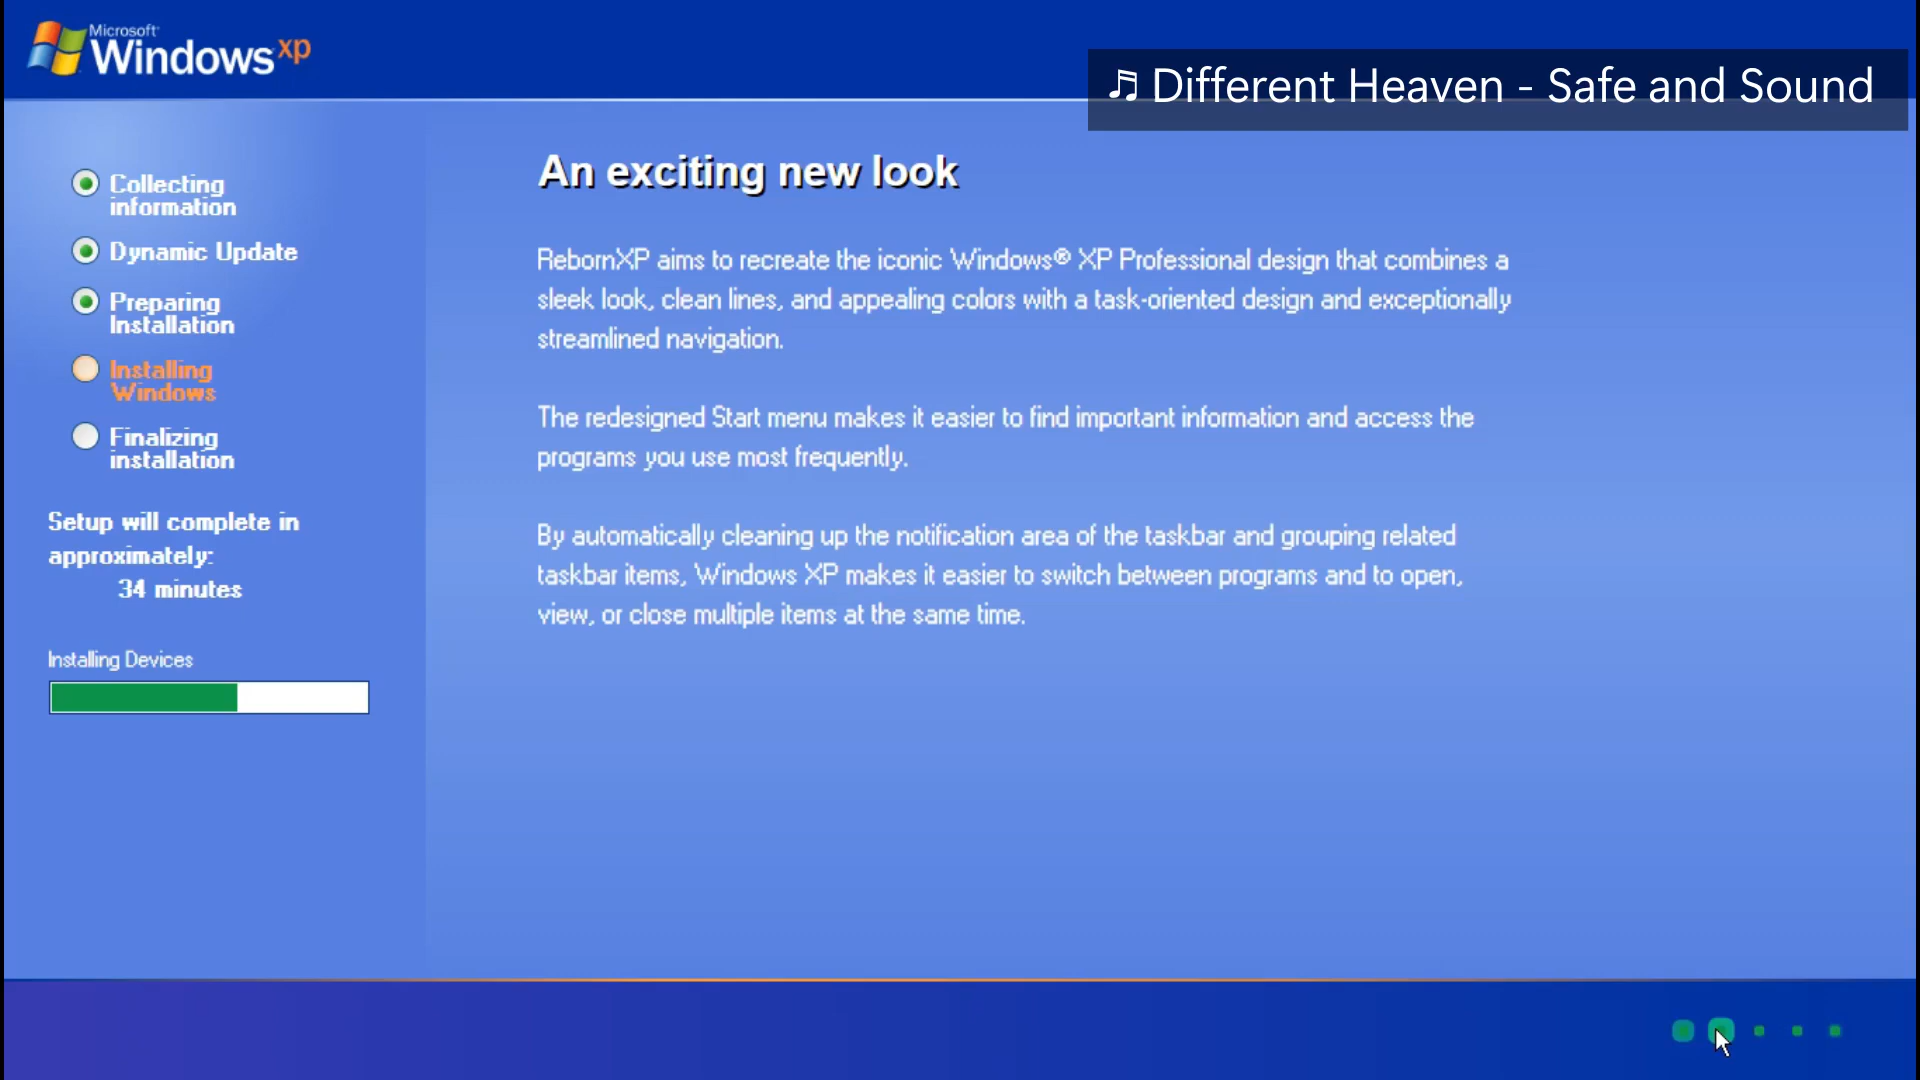 Microsoft
Windows xp
♬ Different Heaven - Safe and Sound
Collecting
information
Dynamic Update
Preparing
Installation
Installing
Windows
Finalizing
installation
Setup will complete in
approximately:
34 minutes
Installing Devices
An exciting new look
RebornXP aims to recreate the iconic Windows® XP Professional design that combines a
sleek look, clean lines, and appealing colors with a task-oriented design and exceptionally
streamlined navigation.
The redesigned Start menu makes it easier to find important information and access the
programs you use most frequently.
By automatically cleaning up the notification area of the taskbar and grouping related
taskbar items, Windows XP makes it easier to switch between programs and to open,
view, or close multiple items at the same time.